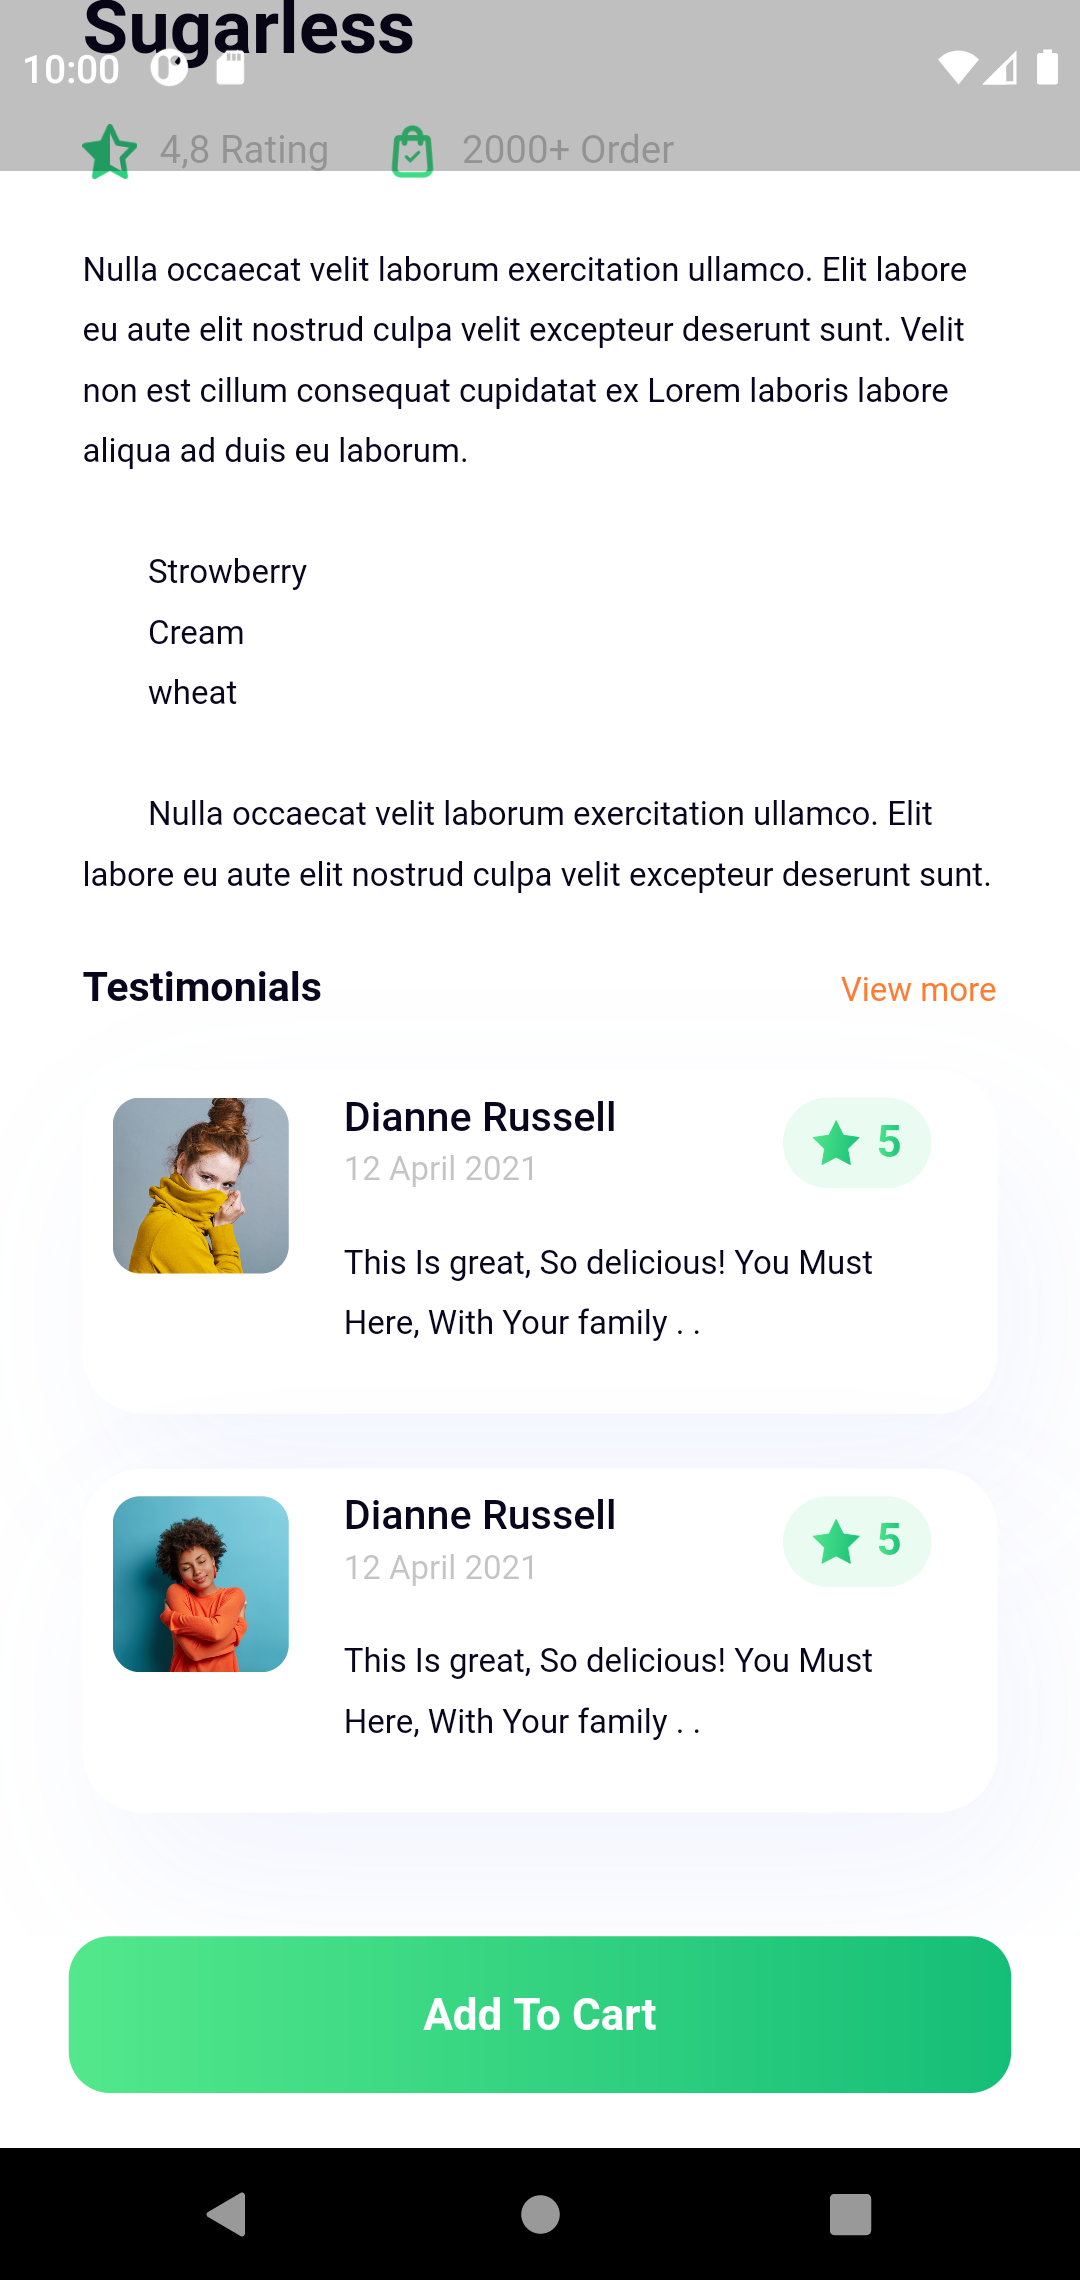 Sugarless
10:00
4,8 Rating
2000+ Order
Nulla occaecat velit laborum exercitation ullamco. Elit labore
eu aute elit nostrud culpa velit excepteur deserunt sunt. Velit
non est cillum consequat cupidatat ex Lorem laboris labore
aliqua ad duis eu laborum.
Strowberry
Cream
wheat
Nulla occaecat velit laborum exercitation ullamco. Elit
labore eu aute elit nostrud culpa velit excepteur deserunt sunt.
Testimonials
View more
Dianne Russell
5
12 April 2021
This Is great, So delicious! You Must
Here, With Your family . .
Dianne Russell
5
12 April 2021
This Is great, So delicious! You Must
Here, With Your family . .
Add To Cart